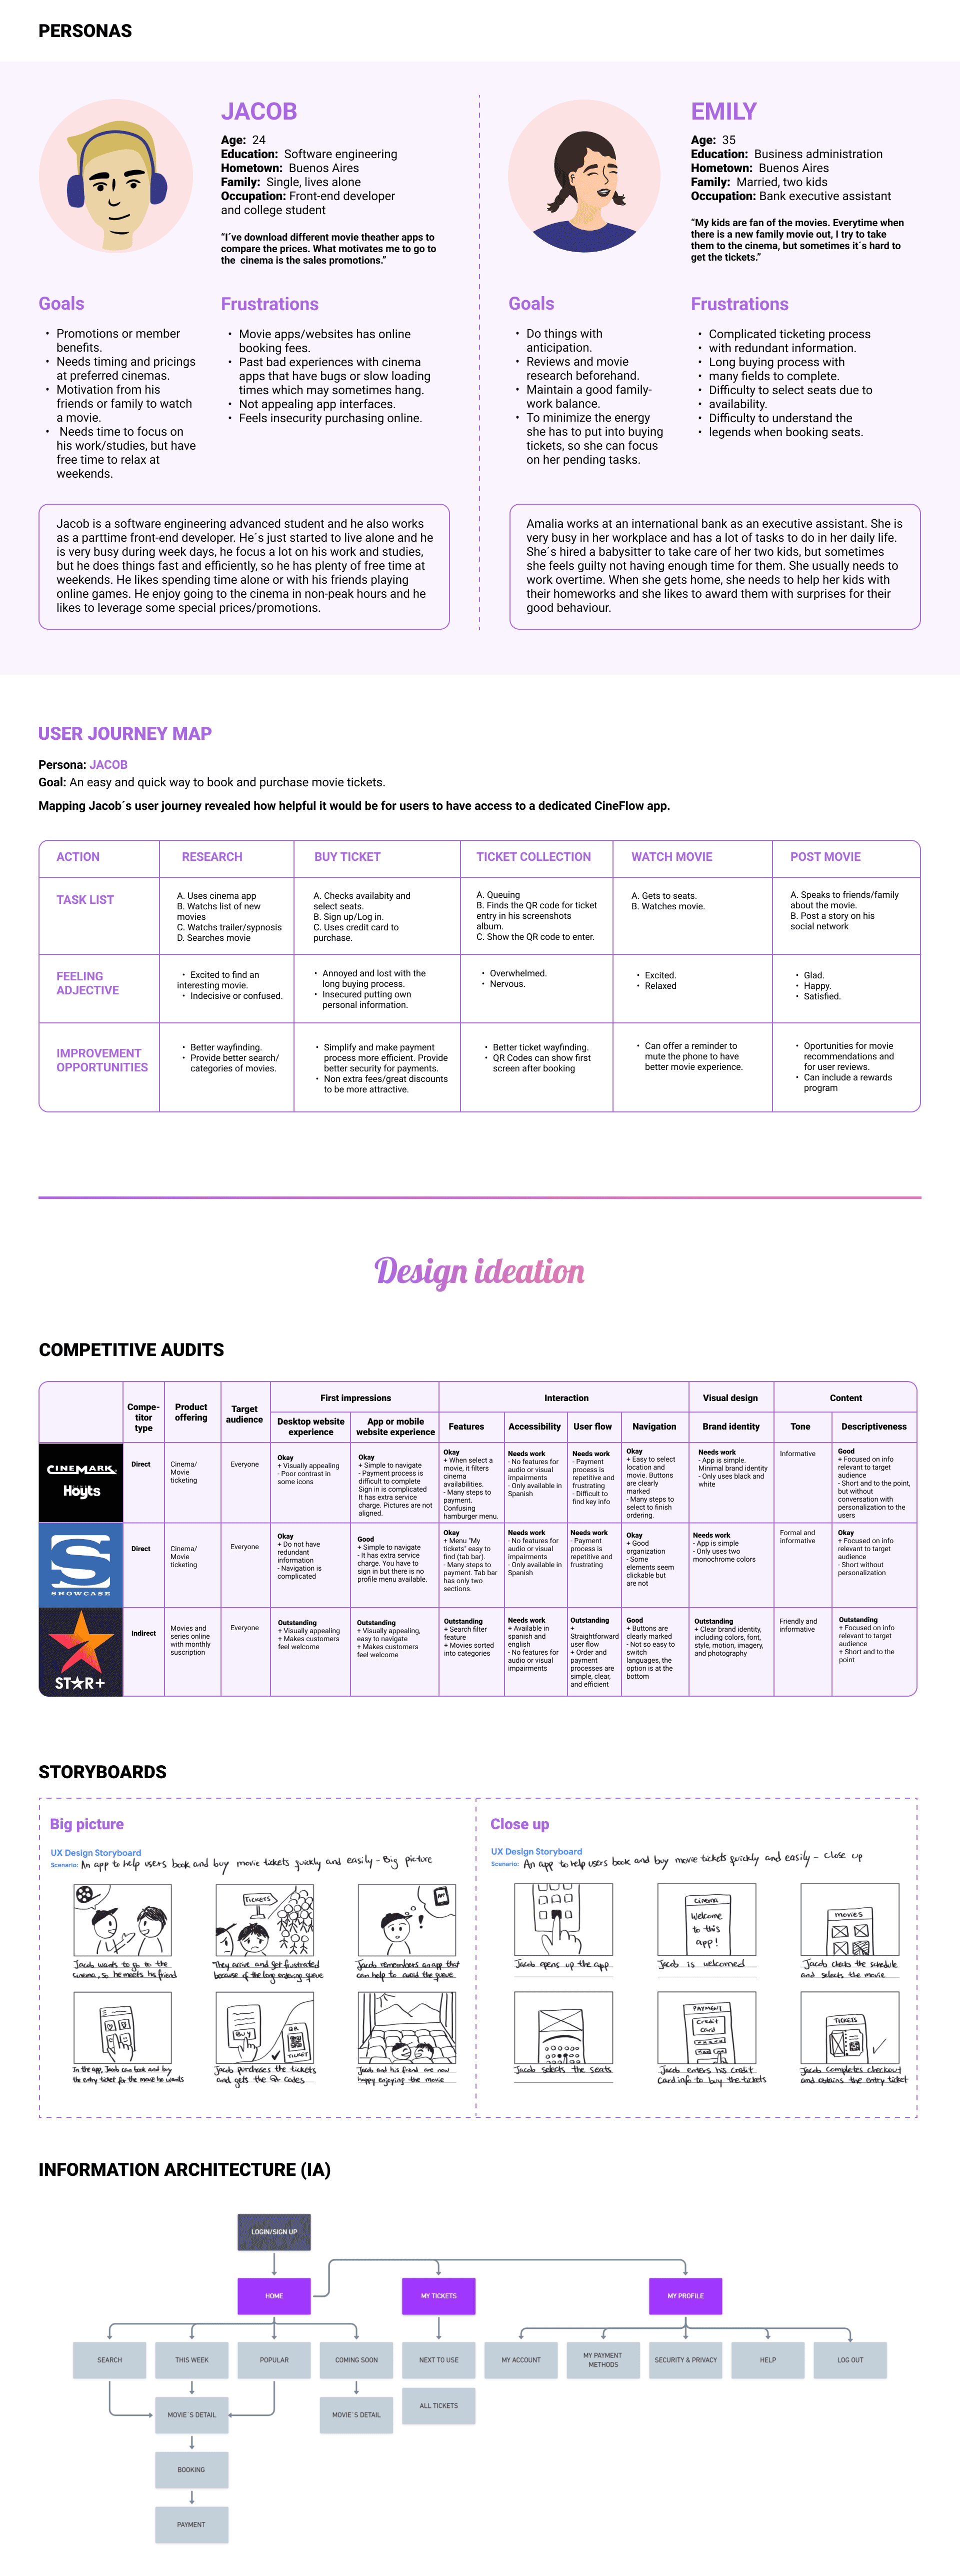 PERSONAS
JACOB
Age: 24
Education: Software engineering
Hometown: Buenos Aires
Family: Single, lives alone
Occupation: Front-end developer
and college student
“I´ve download different movie theather apps to
compare the prices. What motivates me to go to
the cinema is the sales promotions.”
Goals
• Promotions or member
benefits.
• Needs timing and pricings
at preferred cinemas.
• Motivation from his
friends or family to watch
a movie.
• Needs time to focus on
his work/studies, but have
free time to relax at
weekends.
Frustrations
• Movie apps/websites has online
booking fees.
• Past bad experiences with cinema
apps that have bugs or slow loading
times which may sometimes hang.
• Not appealing app interfaces.
• Feels insecurity purchasing online.
Jacob is a software engineering advanced student and he also works
as a parttime front-end developer. He´s just started to live alone and he
is very busy during week days, he focus a lot on his work and studies,
but he does things fast and efficiently, so he has plenty of free time at
weekends. He likes spending time alone or with his friends playing
online games. He enjoy going to the cinema in non-peak hours and he
likes to leverage some special prices/promotions.
EMILY
Age: 35
Education: Business administration
Hometown: Buenos Aires
Family: Married, two kids
Occupation: Bank executive assistant
“My kids are fan of the movies. Everytime when
there is a new family movie out, I try to take
them to the cinema, but sometimes it´s hard to
get the tickets.”
Goals
• Do things with
anticipation.
• Reviews and movie
research beforehand.
• Maintain a good family-
work balance.
• To minimize the energy
she has to put into buying
tickets, so she can focus
on her pending tasks.
Frustrations
• Complicated ticketing process
• with redundant information.
• Long buying process with
• many fields to complete.
• Difficulty to select seats due to
• availability.
• Difficulty to understand the
• legends when booking seats.
Amalia works at an international bank as an executive assistant. She is
very busy in her workplace and has a lot of tasks to do in her daily life.
She´s hired a babysitter to take care of her two kids, but sometimes
she feels guilty not having enough time for them. She usually needs to
work overtime. When she gets home, she needs to help her kids with
their homeworks and she likes to award them with surprises for their
good behaviour.
USER JOURNEY MAP
Persona: JACOB
Goal: An easy and quick way to book and purchase movie tickets.
Mapping Jacob´s user journey revealed how helpful it would be for users to have access to a dedicated CineFlow app.
ACTION
RESEARCH
BUY TICKET
TICKET COLLECTION
WATCH MOVIE
POST MOVIE
TASK LIST
A. Uses cinema app
B. Watchs list of new
movies
C. Watchs trailer/sypnosis
D. Searches movie
A. Checks availabity and
select seats.
B. Sign up/Log in.
C. Uses credit card to
purchase.
A. Queuing
B. Finds the QR code for ticket
entry in his screenshots
album.
C. Show the QR code to enter.
A. Gets to seats.
B. Watches movie.
A. Speaks to friends/family
about the movie.
B. Post a story on his
social network
FEELING
ADJECTIVE
• Excited to find an
interesting movie.
• Indecisive or confused.
• Annoyed and lost with the
long buying process.
• Insecured putting own
personal information.
• Overwhelmed.
• Nervous.
• Excited.
• Relaxed
• Glad.
• Happy.
• Satisfied.
IMPROVEMENT
OPPORTUNITIES
• Better wayfinding.
• Provide better search/
categories of movies.
• Simplify and make payment
process more efficient. Provide
better security for payments.
• Non extra fees/great discounts
to be more attractive.
• Better ticket wayfinding.
• QR Codes can show first
screen after booking
• Can offer a reminder to
mute the phone to have
better movie experience.
• Oportunities for movie
recommendations and
for user reviews.
• Can include a rewards
program
Design ideation
COMPETITIVE AUDITS
Compe-
titor
type
Product
offering
Target
audience
First impressions
Interaction
Visual design
Content
Desktop website
experience
App or mobile
website experience
Features
Accessibility
User flow
Navigation
Brand identity
Tone
Descriptiveness
CINEMARK
Hoyts
Direct
Cinema/
Movie
ticketing
Everyone
Okay
+ Visually appealing
- Poor contrast in
some icons
Okay
+ Simple to navigate
- Payment process is
difficult to complete
Sign in is complicated
It has extra service
charge. Pictures are not
aligned.
Okay
+ When select a
movie, it filters
cinema
availabilities.
- Many steps to
payment.
Confusing
hamburger menu.
Needs work
- No features for
audio or visual
impairments
- Only available in
Spanish
Needs work
- Payment
process is
repetitive and
frustrating
- Difficult to
find key info
Okay
+ Easy to select
location and
movie. Buttons
are clearly
marked
- Many steps to
select to finish
ordering.
Needs work
- App is simple.
Minimal brand identity
- Only uses black and
white
Informative
Good
+ Focused on info
relevant to target
audience
- Short and to the point,
but without
conversation with
personalization to the
users
SHOWCASE
Direct
Cinema/
Movie
ticketing
Everyone
Okay
+ Do not have
redundant
information
- Navigation is
complicated
Good
+ Simple to navigate
- It has extra service
charge. You have to
sign in but there is no
profile menu available.
Okay
+ Menu "My
tickets" easy to
find (tab bar).
- Many steps to
payment. Tab bar
has only two
sections.
Needs work
- No features for
audio or visual
impairments
- Only available in
Spanish
Needs work
- Payment
process is
repetitive and
frustrating
Okay
+ Good
organization
- Some
elements seem
clickable but
are not
Needs work
- App is simple
- Only uses two
monochrome colors
Formal and
informative
Okay
+ Focused on info
relevant to target
audience
- Short without
personalization
STAR+
Indirect
Movies and
series online
with monthly
suscription
Everyone
Outstanding
+ Visually appealing
+ Makes customers
feel welcome
Outstanding
+ Visually appealing,
easy to navigate
+ Makes customers
feel welcome
Outstanding
+ Search filter
feature
+ Movies sorted
into categories
Needs work
+ Available in
spanish and
english
- No features for
audio or visual
impairments
Outstanding
+
Straightforward
user flow
+ Order and
payment
processes are
simple, clear,
and efficient
Good
+ Buttons are
clearly marked
- Not so easy to
switch
languages, the
option is at the
bottom
Outstanding
+ Clear brand identity,
including colors, font,
style, motion, imagery,
and photography
Friendly and
informative
Outstanding
+ Focused on info
relevant to target
audience
+ Short and to the
point
STORYBOARDS
Big picture
UX Design Storyboard
Scenario: An app to help users book and buy movie tickets quickly and easily - Big picture
TICKETS
Jacob wants to go to the
cinema, so he meets his friend
They arrive and get frustrated
because of the long ordering queue
Jacob remembers an app that
can help to avoid the queue
BUY
QR
TICKET
In the app, Jacob can book and buy
the entry ticket for the movie he wants
Jacob purchases the tickets
and gets the QR codes
Jacob and his friend are now
happy enjoying the movie
Close up
UX Design Storyboard
Scenario: An app to help users book and buy movie tickets quickly and easily - Close up
Cinema
Welcome
to this
app!
MOVIES
Jacob opens up the app
Jacob is welcomed
Jacob checks the schedule
and selects the movie
PAYMENT
Credit
Card
TICKETS
Jacob selects the seats
Jacob enters his credit
card info to buy the tickets
Jacob completes checkout
and obtains the entry ticket
INFORMATION ARCHITECTURE (IA)
LOGIN/SIGN UP
HOME
MY TICKETS
MY PROFILE
SEARCH
THIS WEEK
POPULAR
COMING SOON
NEXT TO USE
MY ACCOUNT
MY PAYMENT
METHODS
SECURITY & PRIVACY
HELP
LOG OUT
MOVIE´S DETAIL
MOVIE´S DETAIL
ALL TICKETS
BOOKING
PAYMENT